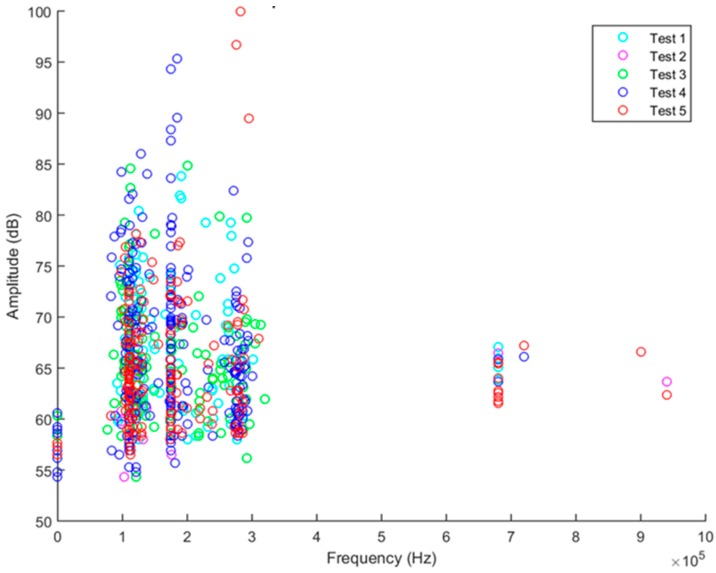 100
95
90
85
80
75
70
65
60
55
50
Amplitude (dB)
Test 1
Test 2
Test 3
Test 4
Test 5
0 1 2 3 4 5 6 7 8 9 10
Frequency (Hz)
×10⁵